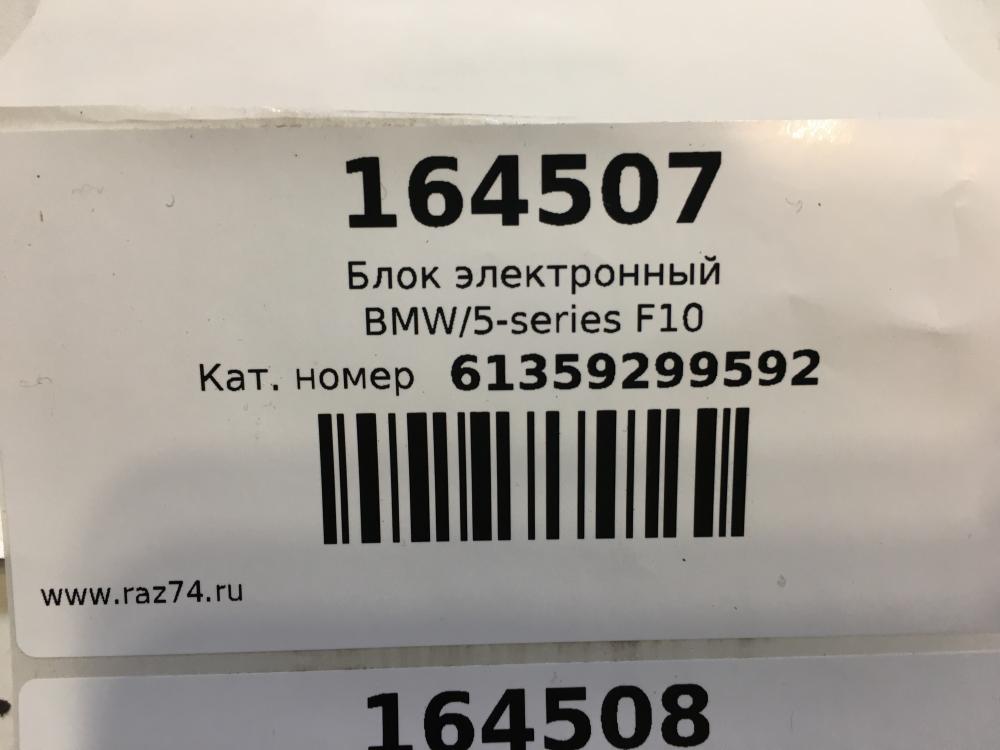 164507
Блок электронный
BMW/5-series F10
Кат. номер 61359299592
www.raz74.ru
164508